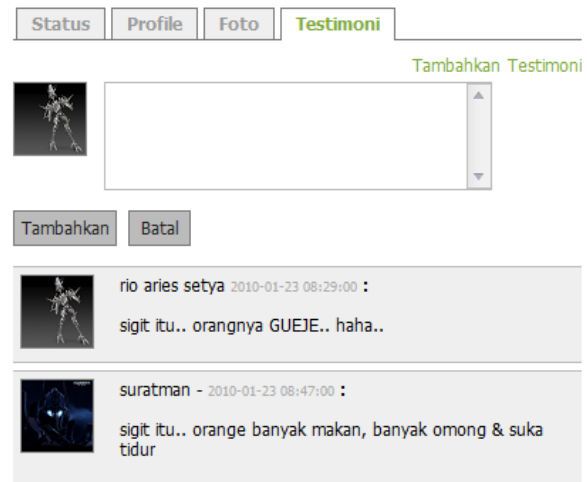 Status Profile Foto Testimoni
Tambahkan Testimoni
Tambahkan Batal
rio aries setya 2010-01-23 08:29:00 :
sigit itu.. orangnya GUEJE.. haha..
suratman - 2010-01-23 08:47:00 :
sigit itu.. orange banyak makan, banyak omong & suka
tidur